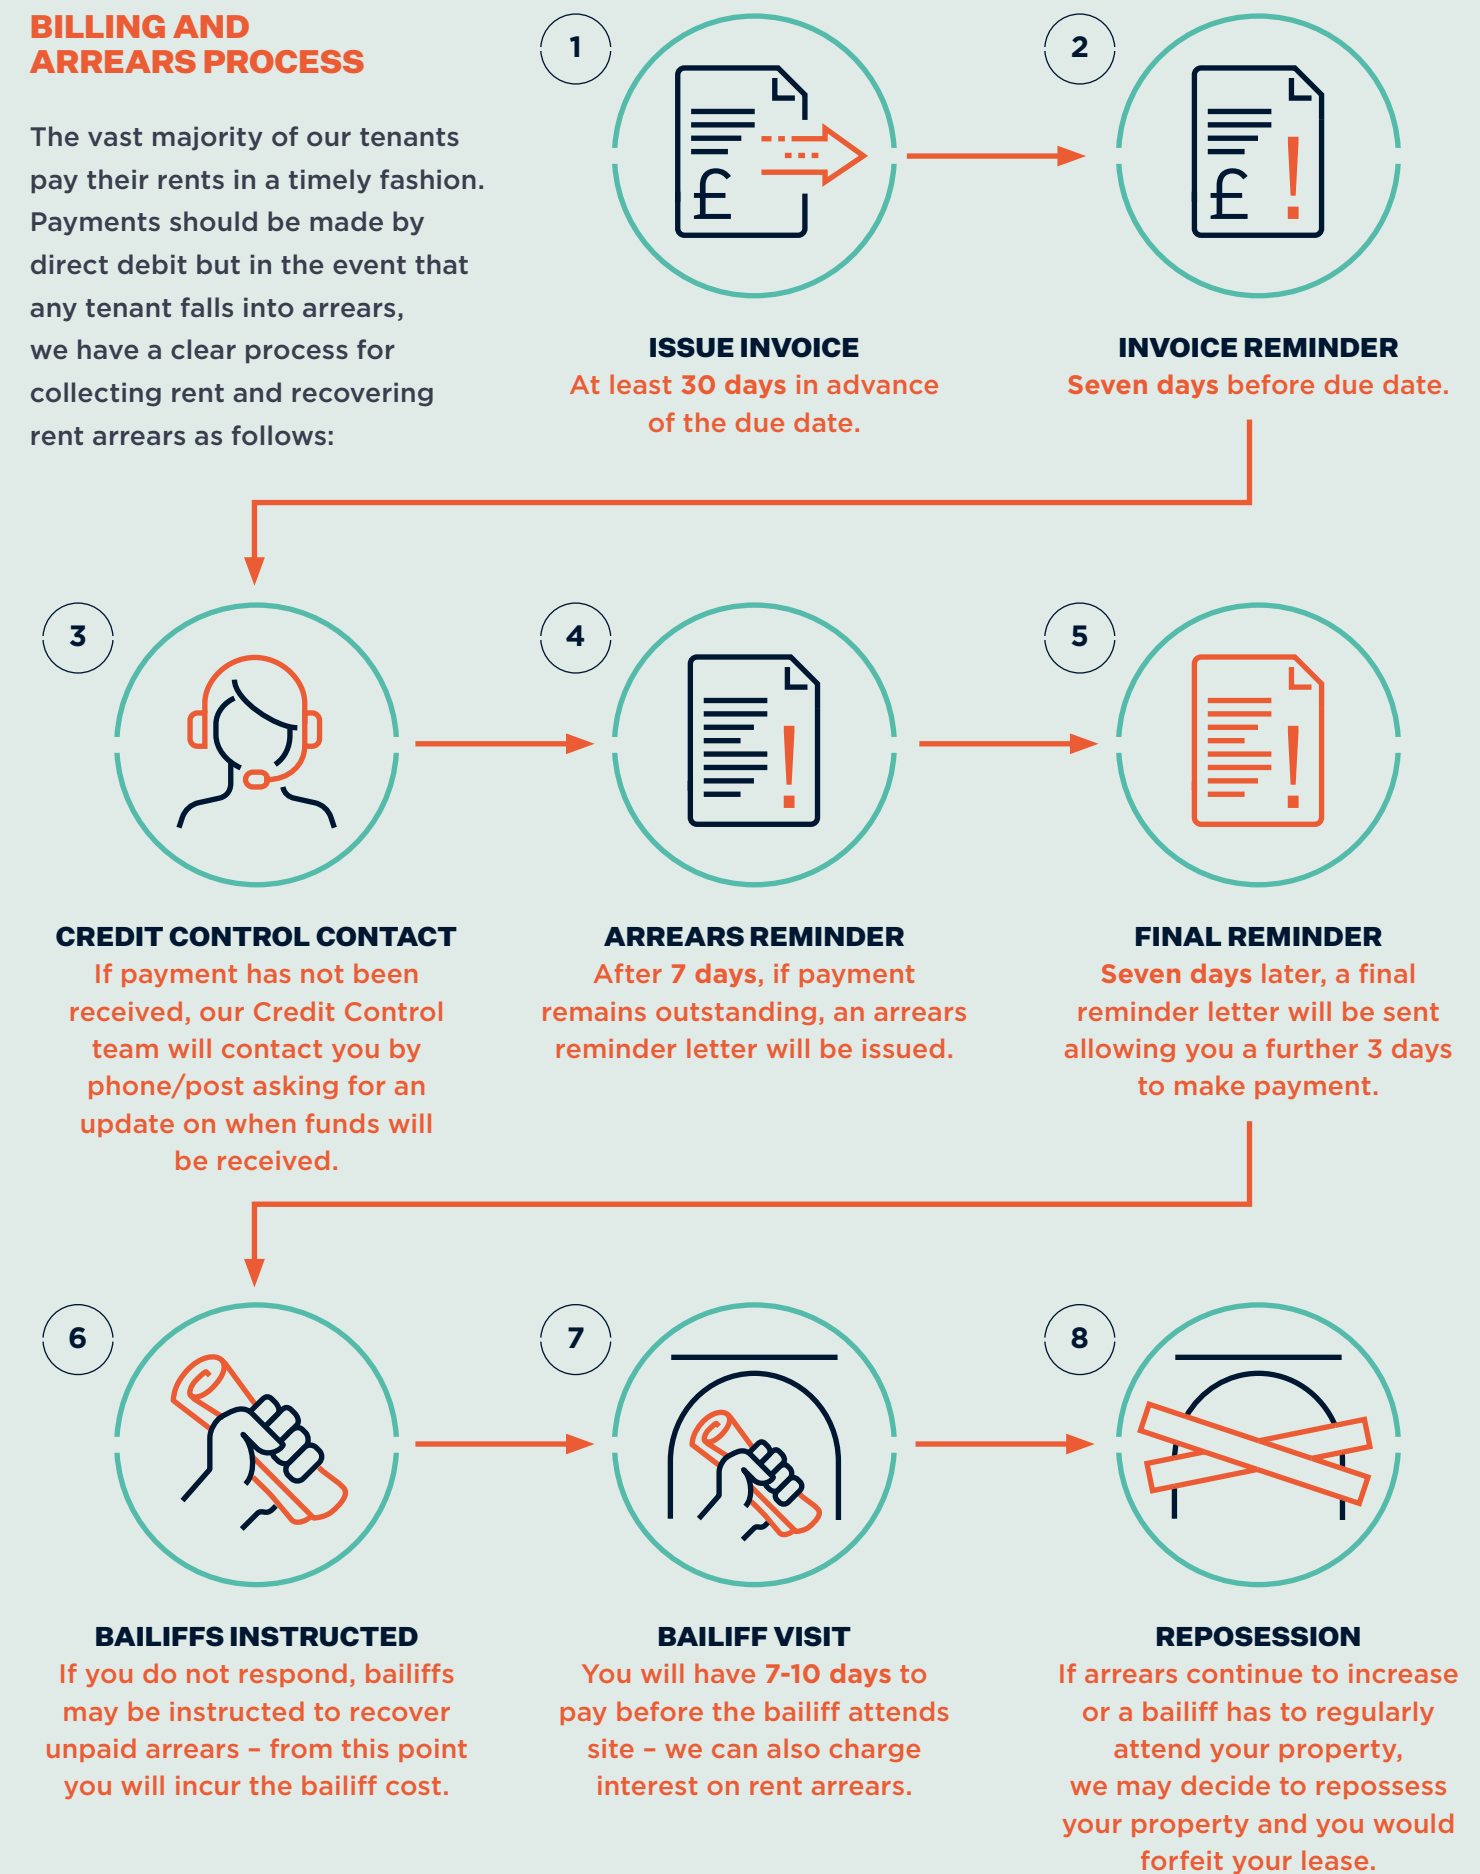 BILLING AND
ARREARS PROCESS
The vast majority of our tenants
pay their rents in a timely fashion.
Payments should be made by
direct debit but in the event that
any tenant falls into arrears,
we have a clear process for
collecting rent and recovering
rent arrears as follows:
1
£
ISSUE INVOICE
At least 30 days in advance
of the due date.
2
£ !
INVOICE REMINDER
Seven days before due date.
3
CREDIT CONTROL CONTACT
If payment has not been
received, our Credit Control
team will contact you by
phone/post asking for an
update on when funds will
be received.
4
!
ARREARS REMINDER
After 7 days, if payment
remains outstanding, an arrears
reminder letter will be issued.
5
!
FINAL REMINDER
Seven days later, a final
reminder letter will be sent
allowing you a further 3 days
to make payment.
6
BAILIFFS INSTRUCTED
If you do not respond, bailiffs
may be instructed to recover
unpaid arrears – from this point
you will incur the bailiff cost.
7
BAILIFF VISIT
You will have 7-10 days to
pay before the bailiff attends
site – we can also charge
interest on rent arrears.
8
REPOSESSION
If arrears continue to increase
or a bailiff has to regularly
attend your property,
we may decide to repossess
your property and you would
forfeit your lease.